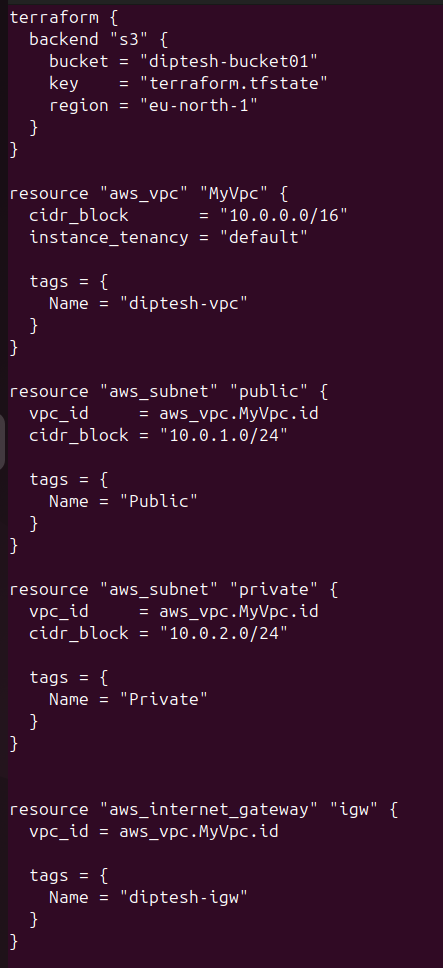 terraform {
  backend "s3" {
    bucket = "diptesh-bucket01"
    key    = "terraform.tfstate"
    region = "eu-north-1"
  }
}

resource "aws_vpc" "MyVpc" {
  cidr_block       = "10.0.0.0/16"
  instance_tenancy = "default"

  tags = {
    Name = "diptesh-vpc"
  }
}

resource "aws_subnet" "public" {
  vpc_id     = aws_vpc.MyVpc.id
  cidr_block = "10.0.1.0/24"

  tags = {
    Name = "Public"
  }
}

resource "aws_subnet" "private" {
  vpc_id     = aws_vpc.MyVpc.id
  cidr_block = "10.0.2.0/24"

  tags = {
    Name = "Private"
  }
}


resource "aws_internet_gateway" "igw" {
  vpc_id = aws_vpc.MyVpc.id

  tags = {
    Name = "diptesh-igw"
  }
}